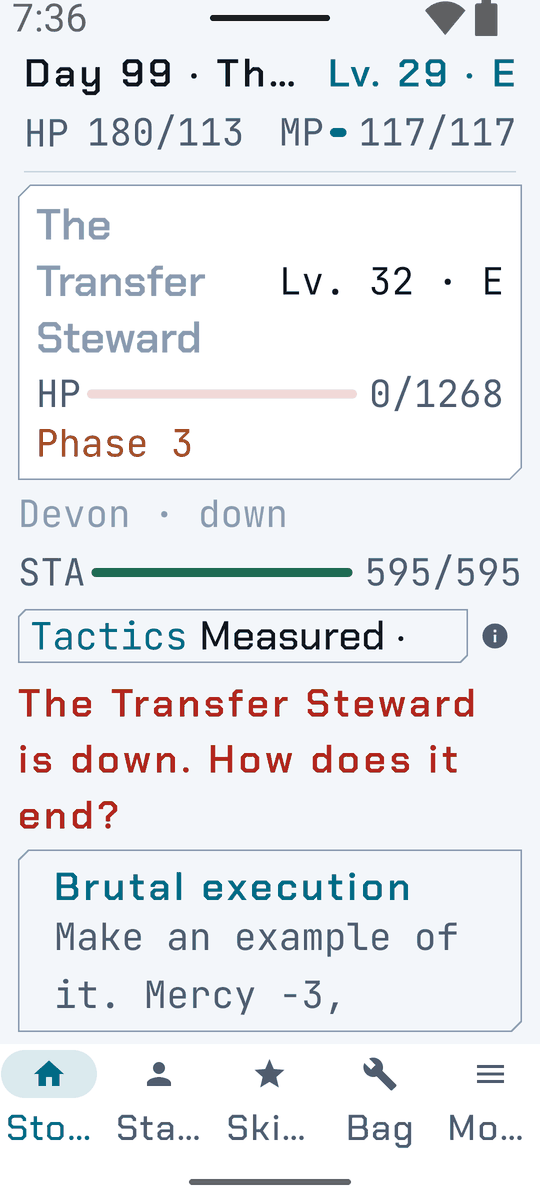 7:36
Day 99 · Th... Lv. 29 · E
HP 180/113 MP 117/117
The
Transfer
Steward
Lv. 32 · E
HP 0/1268
Phase 3
Devon · down
STA 595/595
Tactics Measured ·
The Transfer Steward
is down. How does it
end?
Brutal execution
Make an example of
it. Mercy -3,
Sto... Sta... Ski... Bag Mo...